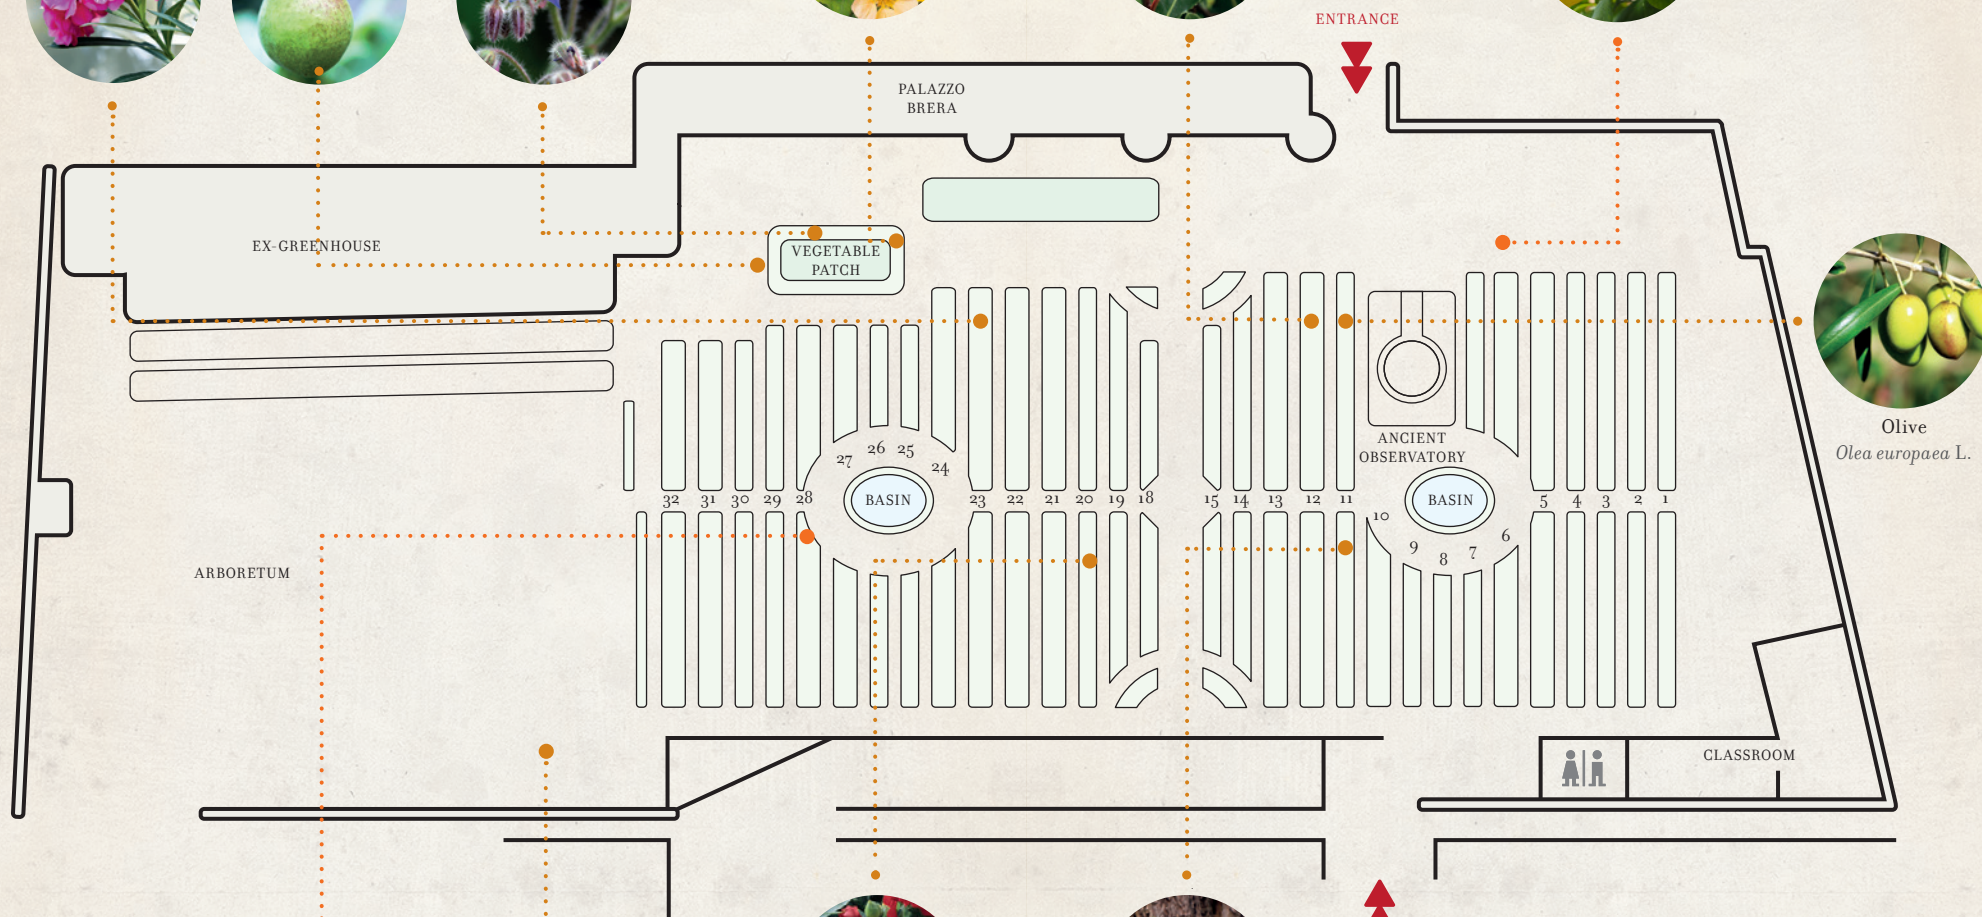 ENTRANCE
PALAZZO
BRERA
EX-GREENHOUSE
VEGETABLE
PATCH
Olive
Olea europaea L.
ANCIENT
OBSERVATORY
27 26 25 24
32 31 30 29 28 BASIN 23 22 21 20 19 18 15 14 13 12 11 BASIN 5 4 3 2 1
10 9 8 7 6
ARBORETUM
CLASSROOM